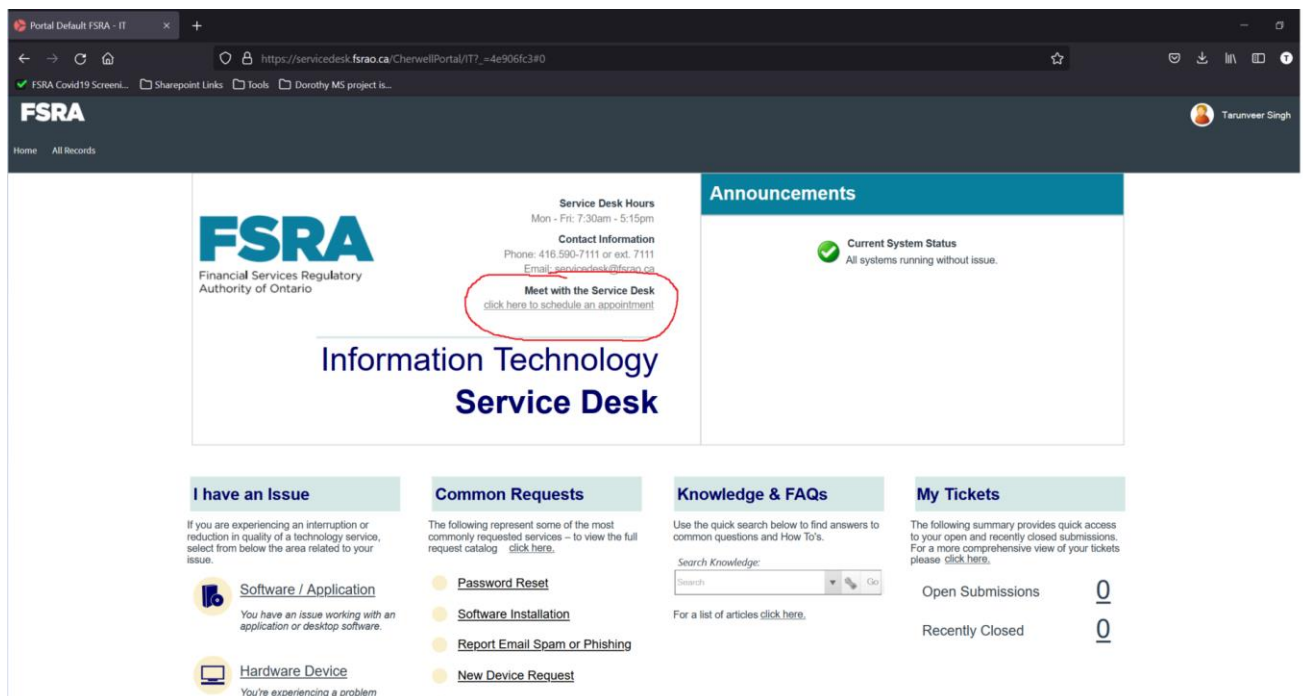 Portal Default FSRA - IT
https://servicedesk.fsrao.ca/CherwellPortal/IT?_=4e906fc3#0
FSRA Covid19 Screeni... Sharepoint Links Tools Dorothy MS project is...
FSRA
Tarunveer Singh
Home All Records
FSRA
Financial Services Regulatory
Authority of Ontario
Service Desk Hours
Mon - Fri: 7:30am - 5:15pm
Contact Information
Phone: 416.590-7111 or ext. 7111
Email: servicedesk@fsrao.ca
Meet with the Service Desk
click here to schedule an appointment
Information Technology
Service Desk
Announcements
Current System Status
All systems running without issue.
I have an Issue
If you are experiencing an interruption or
reduction in quality of a technology service,
select from below the area related to your
issue.
Software / Application
You have an issue working with an
application or desktop software.
Hardware Device
You're experiencing a problem
Common Requests
The following represent some of the most
commonly requested services – to view the full
request catalog click here.
Password Reset
Software Installation
Report Email Spam or Phishing
New Device Request
Knowledge & FAQs
Use the quick search below to find answers to
common questions and How To's.
Search Knowledge:
Search Go
For a list of articles click here.
My Tickets
The following summary provides quick access
to your open and recently closed submissions.
For a more comprehensive view of your tickets
please click here.
Open Submissions 0
Recently Closed 0